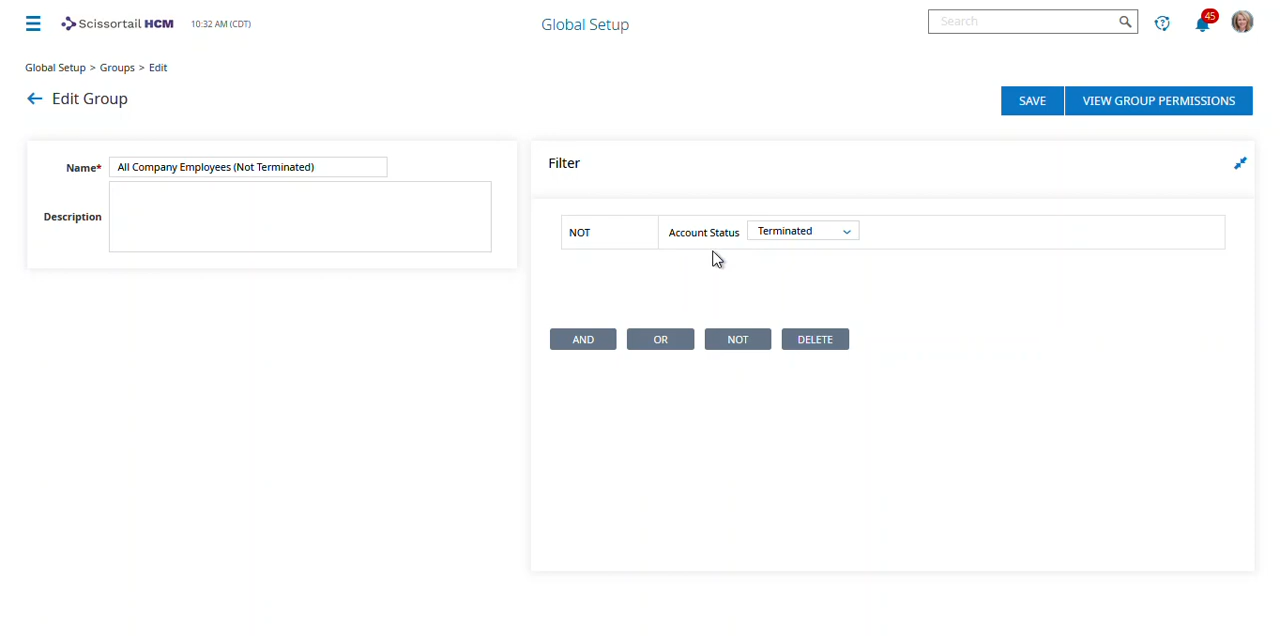 Scissortail HCM
10:32 AM (CDT)
Global Setup
Search
45
Global Setup > Groups > Edit
Edit Group
SAVE
VIEW GROUP PERMISSIONS
Name*
All Company Employees (Not Terminated)
Description
Filter
NOT
Account Status
Terminated
AND
OR
NOT
DELETE